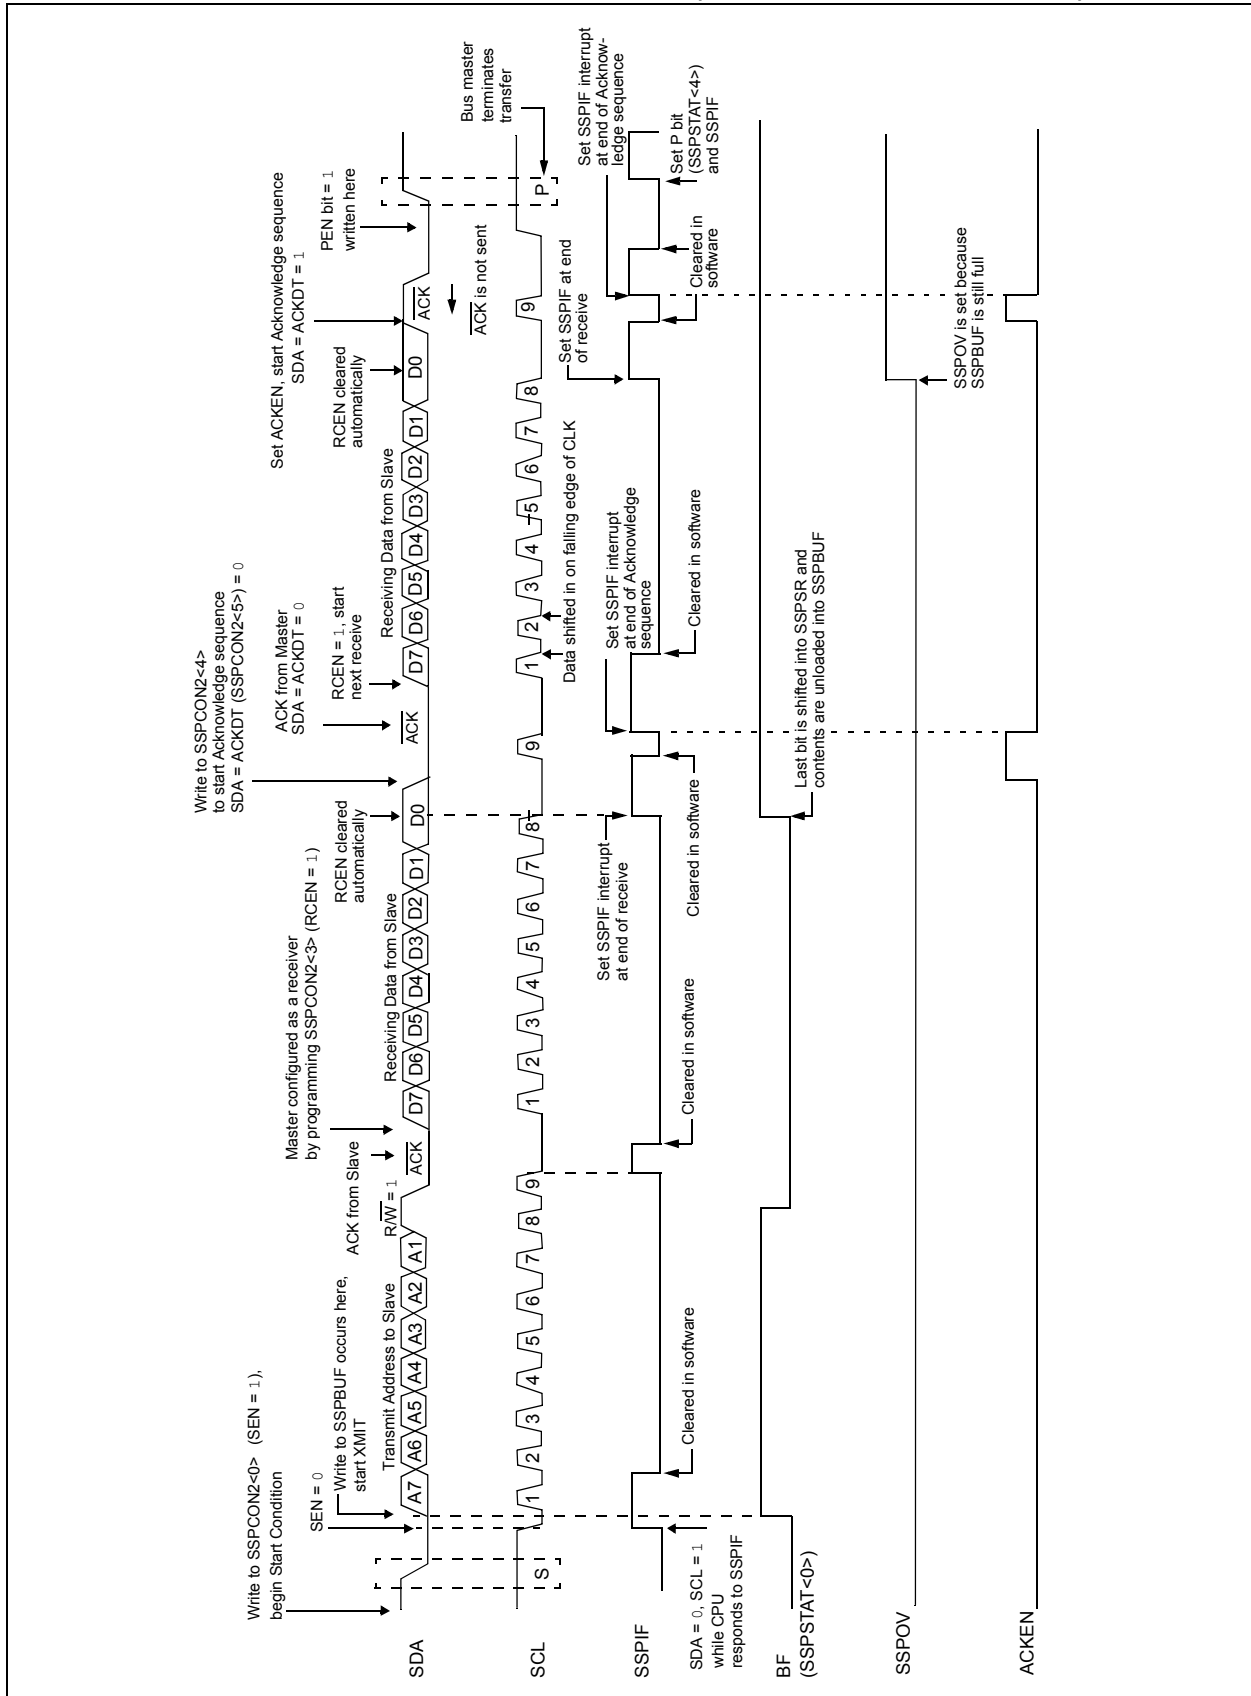 Write to SSPCON2<0> (SEN = 1),
begin Start Condition
SEN = 0
Write to SSPBUF occurs here,
start XMIT
Transmit Address to Slave
R/W = 1
ACK from Slave
Master configured as a receiver
by programming SSPCON2<3> (RCEN = 1)
Receiving Data from Slave
RCEN cleared
automatically
Write to SSPCON2<4>
to start Acknowledge sequence
SDA = ACKDT (SSPCON2<5>) = 0
ACK from Master
SDA = ACKDT = 0
RCEN = 1, start
next receive
Receiving Data from Slave
RCEN cleared
automatically
Set ACKEN, start Acknowledge sequence
SDA = ACKDT = 1
PEN bit = 1
written here
SDA
A7 A6 A5 A4 A3 A2 A1
ACK
D7 D6 D5 D4 D3 D2 D1 D0
ACK
D7 D6 D5 D4 D3 D2 D1 D0
ACK
ACK is not sent
Bus master
terminates
transfer
SCL
S
1 2 3 4 5 6 7 8 9
1 2 3 4 5 6 7 8 9
1 2 3 4 5 6 7 8 9
P
Data shifted in on falling edge of CLK
Set SSPIF interrupt
at end of receive
Set SSPIF interrupt
at end of Acknowledge
sequence
Set SSPIF at end
of receive
Set SSPIF interrupt
at end of Acknow-
ledge sequence
SSPIF
SDA = 0, SCL = 1
while CPU
responds to SSPIF
Cleared in software
Cleared in software
Cleared in software
Cleared in software
Cleared in
software
Set P bit
(SSPSTAT<4>)
and SSPIF
BF
(SSPSTAT<0>)
Last bit is shifted into SSPSR and
contents are unloaded into SSPBUF
SSPOV
SSPOV is set because
SSPBUF is still full
ACKEN